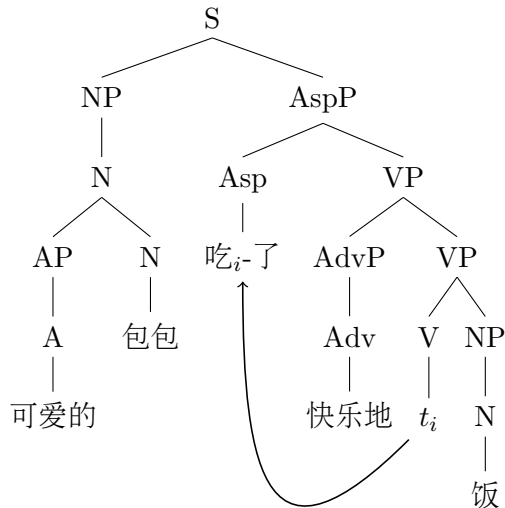 S
NP AspP
N Asp VP
AP N 吃i-了 AdvP VP
A 包包 Adv V NP
可爱的 快乐地 ti N
饭